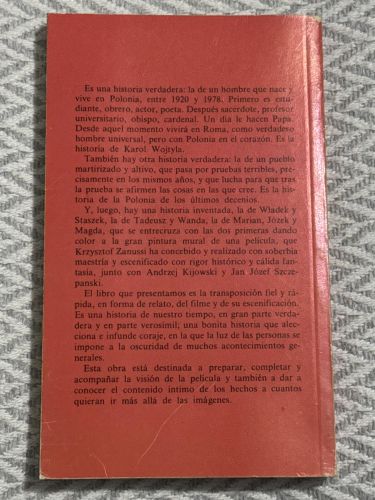 Es una historia verdadera: la de un hombre que nace y
vive en Polonia, entre 1920 y 1978. Primero es estu-
diante, obrero, actor, poeta. Después sacerdote, profesor
universitario, obispo, cardenal. Un día le hacen Papa.
Desde aquel momento vivirá en Roma, como verdadero
hombre universal, pero con Polonia en el corazón. Es la
historia de Karol Wojtyla.
También hay otra historia verdadera: la de un pueblo
martirizado y altivo, que pasa por pruebas terribles, pre-
cisamente en los mismos años, y que lucha para que tras
la prueba se afirmen las cosas en las que cree. Es la his-
toria de la Polonia de los últimos decenios.
Y, luego, hay una historia inventada, la de Wladek y
Staszek, la de Tadeusz y Wanda, la de Marian, Józek y
Magda, que se entrecruza con las dos primeras dando
color a la gran pintura mural de una película, que
Krzysztof Zanussi ha concebido y realizado con soberbia
maestría y escenificado con rigor histórico y cálida fan-
tasía, junto con Andrzej Kijowski y Jan Józef Szcze-
panski.
El libro que presentamos es la transposición fiel y rá-
pida, en forma de relato, del filme y de su escenificación.
Es una historia de nuestro tiempo, en gran parte verda-
dera y en parte verosímil; una bonita historia que alec-
ciona e infunde coraje, en la que la luz de las personas se
impone a la oscuridad de muchos acontecimientos ge-
nerales.
Esta obra está destinada a preparar, completar y
acompañar la visión de la película y también a dar a
conocer el contenido íntimo de los hechos a cuantos
quieran ir más allá de las imágenes.